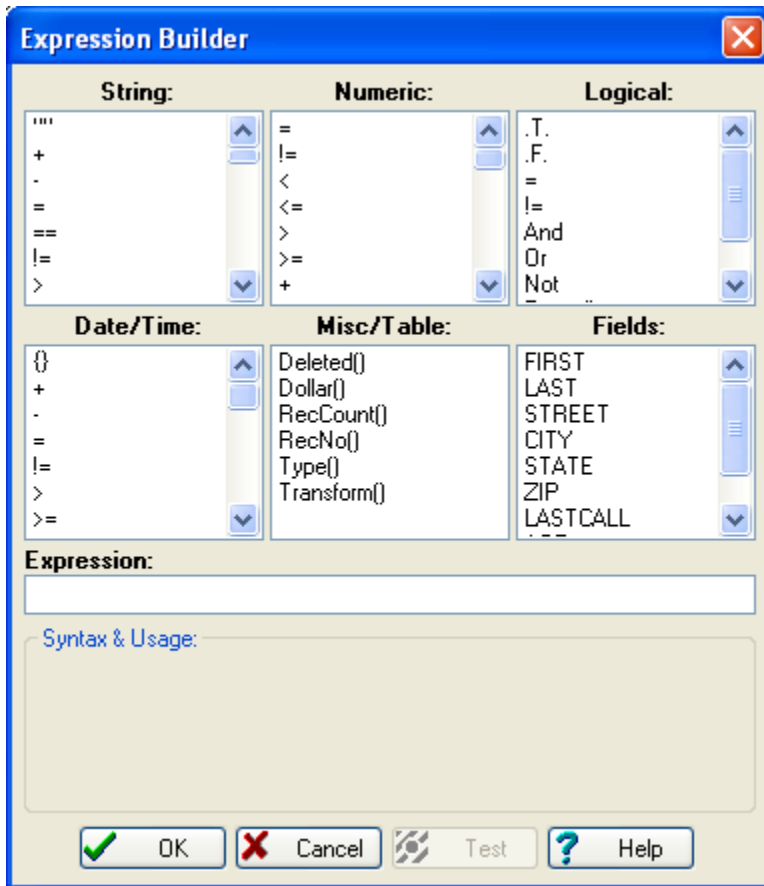 Expression Builder
String:
""
+
-
=
==
!=
>
Numeric:
=
!=
<
<=
>
>=
+
Logical:
.T.
.F.
=
!=
And
Or
Not
Date/Time:
{}
+
-
=
!=
>
>=
Misc/Table:
Deleted()
Dollar()
RecCount()
RecNo()
Type()
Transform()
Fields:
FIRST
LAST
STREET
CITY
STATE
ZIP
LASTCALL
Expression:
Syntax & Usage:
OK
Cancel
Test
Help